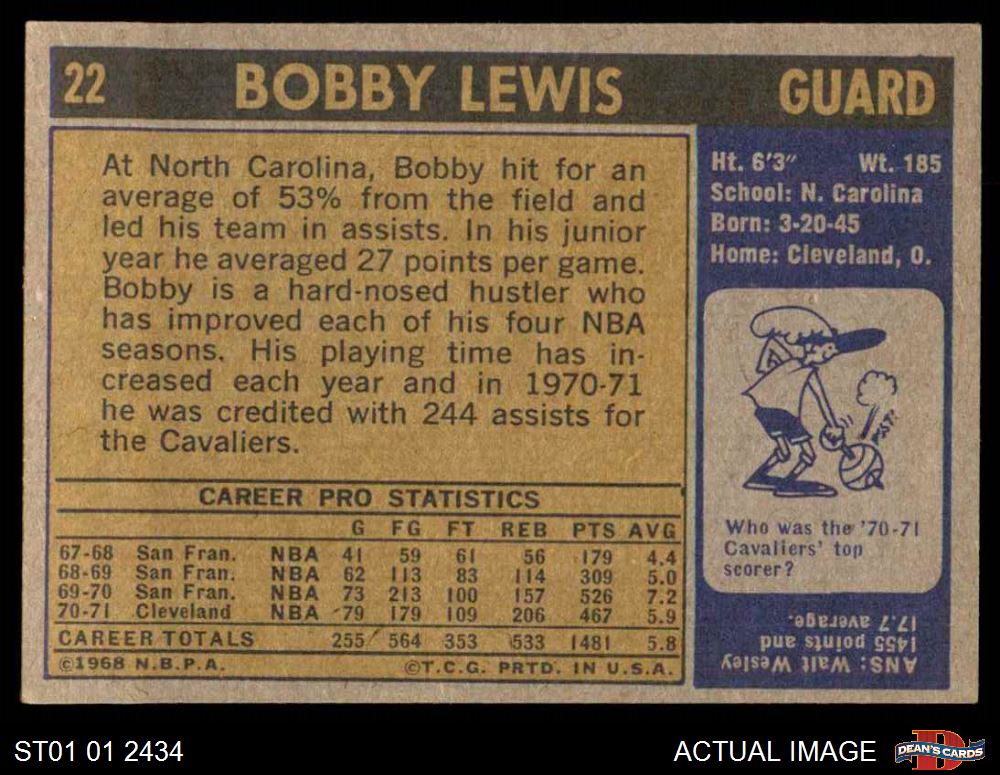 22 BOBBY LEWIS GUARD
At North Carolina, Bobby hit for an
average of 53% from the field and
led his team in assists. In his junior
year he averaged 27 points per game.
Bobby is a hard-nosed hustler who
has improved each of his four NBA
seasons. His playing time has in-
creased each year and in 1970-71
he was credited with 244 assists for
the Cavaliers.
Ht. 6'3" Wt. 185
School: N. Carolina
Born: 3-20-45
Home: Cleveland, O.
PSST!
Who was the '70-71
Cavaliers' top
scorer?
ANS: Walt Wesley
1455 points and
17.7 average.
CAREER PRO STATISTICS
G FG FT REB PTS AVG
67-68 San Fran. NBA 41 59 61 56 179 4.4
68-69 San Fran. NBA 62 113 83 114 309 5.0
69-70 San Fran. NBA 73 213 100 157 526 7.2
70-71 Cleveland NBA 79 179 109 206 467 5.9
CAREER TOTALS 255 564 353 533 1481 5.8
©1968 N.B.P.A. ©T.C.G. PRTD. IN U.S.A.
ST01 01 2434
ACTUAL IMAGE
DEAN'S CARDS